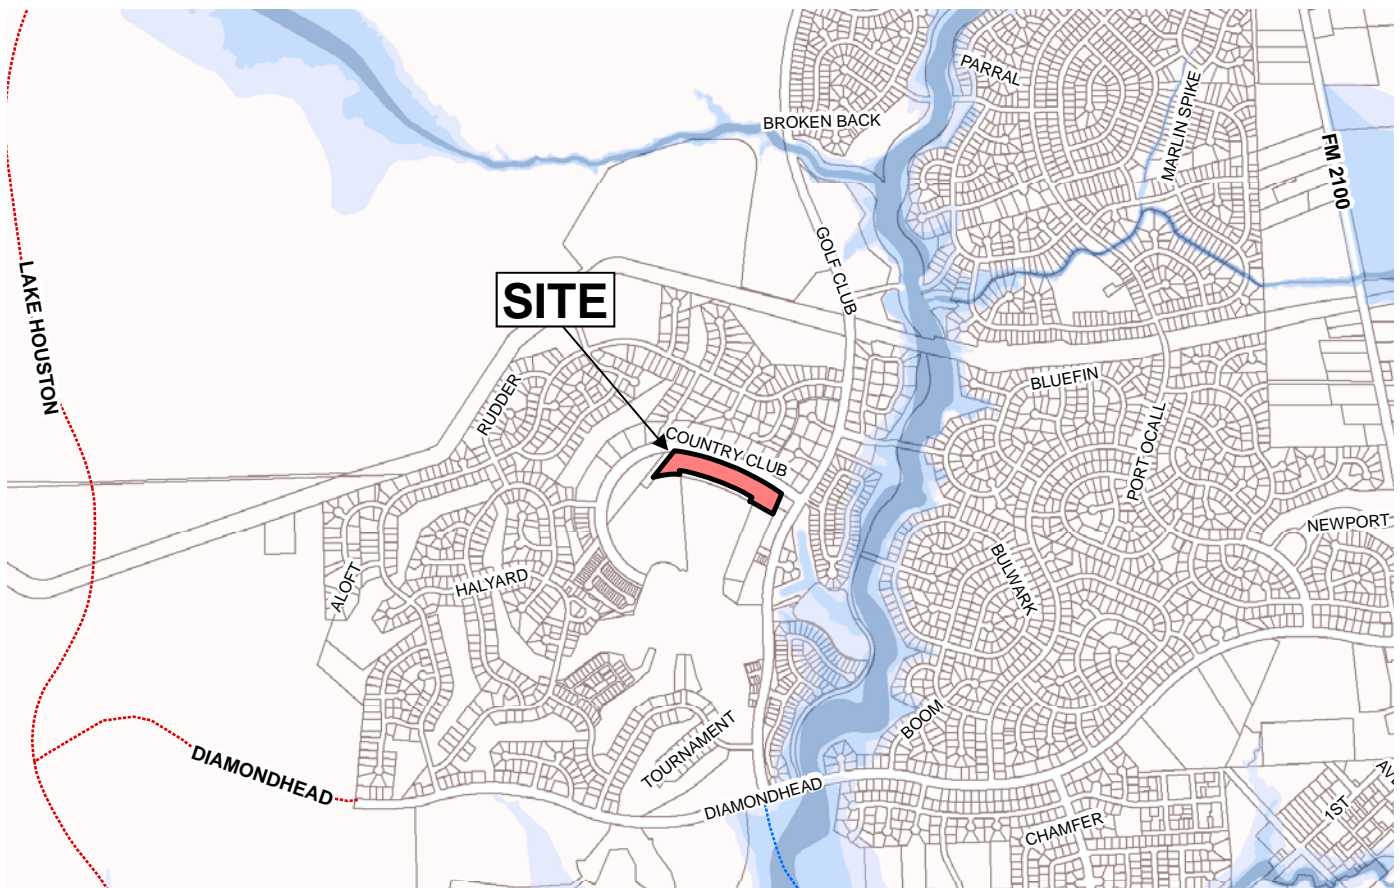 PARRAL
BROKEN BACK
MARLIN SPIKE
FM 2100
GOLF CLUB
LAKE HOUSTON
SITE
BLUEFIN
RUDDER
COUNTRY CLUB
PORT OCALL
NEWPORT
BULWARK
HALYARD
ALOFT
BOOM
TOURNAMENT
DIAMONDHEAD
DIAMONDHEAD
CHAMFER
1ST